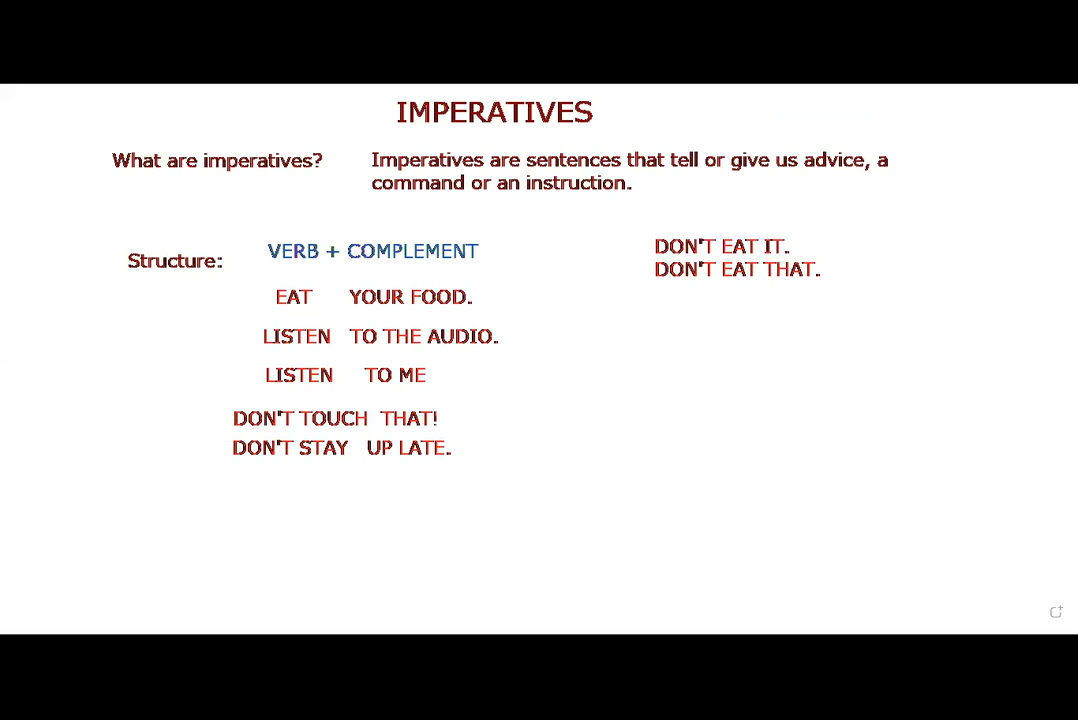 IMPERATIVES
What are imperatives?
Imperatives are sentences that tell or give us advice, a
command or an instruction.
Structure:
VERB + COMPLEMENT
EAT YOUR FOOD.
LISTEN TO THE AUDIO.
LISTEN TO ME
DON'T TOUCH THAT!
DON'T STAY UP LATE.
DON'T EAT IT.
DON'T EAT THAT.